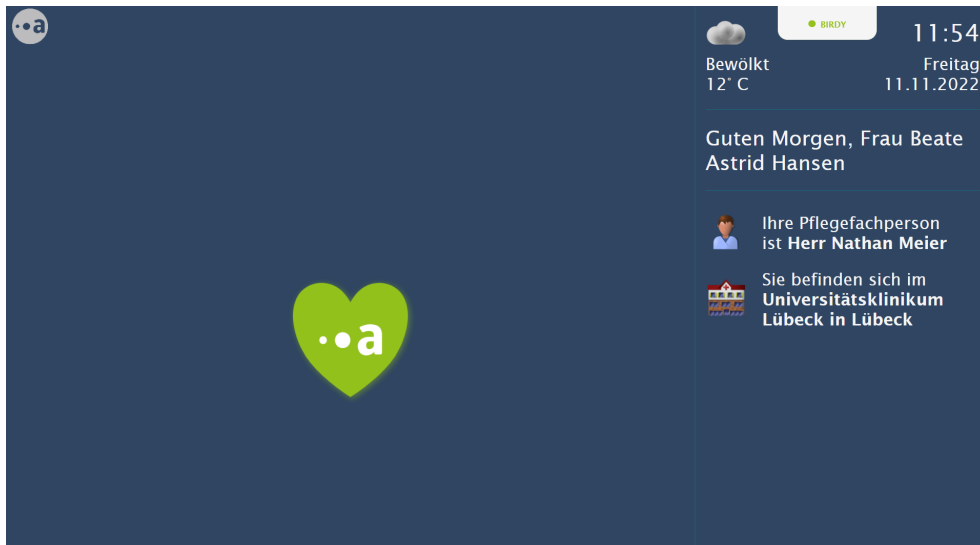 ••a
● BIRDY
11:54
Bewölkt
Freitag
12° C
11.11.2022
Guten Morgen, Frau Beate
Astrid Hansen
Ihre Pflegefachperson
ist Herr Nathan Meier
Sie befinden sich im
Universitätsklinikum
Lübeck in Lübeck
••a